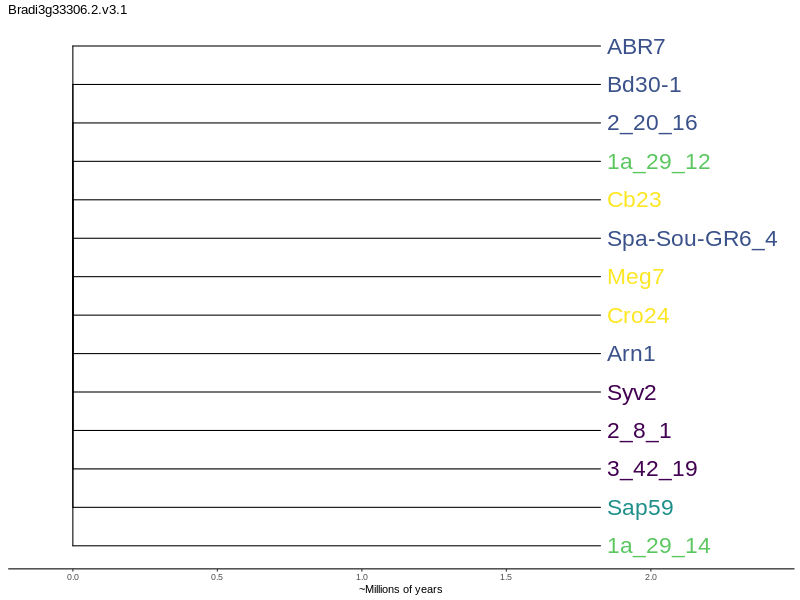 Bradi3g33306.2.v3.1
ABR7
Bd30-1
2_20_16
1a_29_12
Cb23
Spa-Sou-GR6_4
Meg7
Cro24
Arn1
Syv2
2_8_1
3_42_19
Sap59
1a_29_14
0.0 0.5 1.0 1.5 2.0
~Millions of years